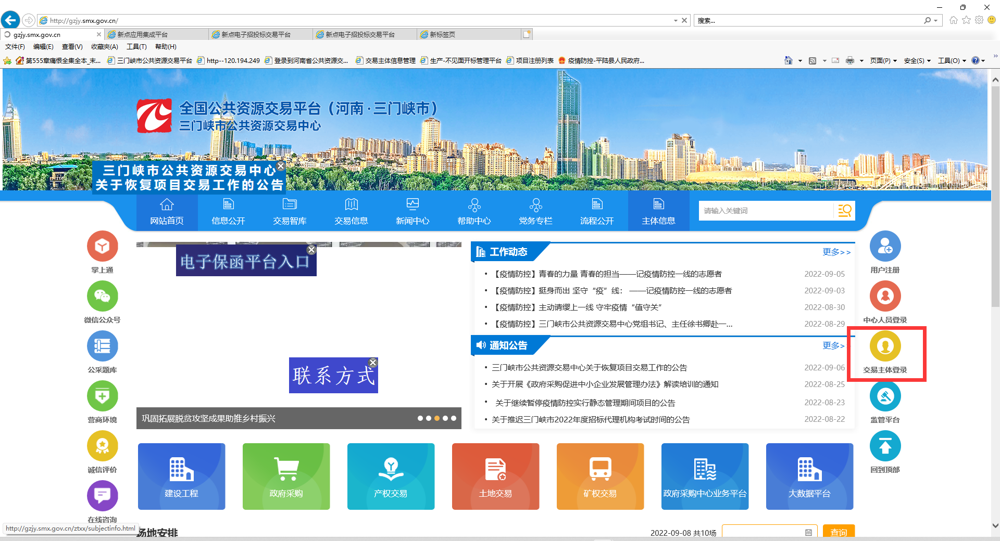 http://gzjy.smx.gov.cn/
搜索...
gzjy.smx.gov.cn
新点应用集成平台
新点电子招投标交易平台
新点电子招投标交易平台
新标签页
文件(F) 编辑(E) 查看(V) 收藏夹(A) 工具(T) 帮助(H)
第555章痛恨全集全本_末...
三门峡市公共资源交易平台
http--120.194.249
登录到河南省公共资源交...
交易主体信息管理
生产-不见面开标管理平台
项目注册列表
疫情防控-平陆县人民政府...
页面(P) 安全(S) 工具(O)
全国公共资源交易平台（河南·三门峡市）
三门峡市公共资源交易中心
三门峡市公共资源交易中心
关于恢复项目交易工作的公告
网站首页 信息公开 交易智库 交易信息 新闻中心 帮助中心 党务专栏 流程公开 主体信息
请输入关键词
掌上通
微信公众号
公采题库
营商环境
诚信评价
在线咨询
电子保函平台入口
联系方式
巩固拓展脱贫攻坚成果助推乡村振兴
工作动态 更多>>
• 【疫情防控】青春的力量 青春的担当——记疫情防控一线的志愿者 2022-09-05
• 【疫情防控】挺身而出 坚守“疫”线： ——记疫情防控一线的志愿者 2022-09-03
• 【疫情防控】主动请缨上一线 守牢疫情“值守关” 2022-08-30
• 【疫情防控】三门峡市公共资源交易中心党组书记、主任徐书卿赴一... 2022-08-29
通知公告 更多>
• 三门峡市公共资源交易中心关于恢复项目交易工作的公告 2022-09-06
• 关于开展《政府采购促进中小企业发展管理办法》解读培训的通知 2022-08-25
• 关于继续暂停疫情防控实行静态管理期间项目的公告 2022-08-23
• 关于推迟三门峡市2022年度招标代理机构考试时间的公告 2022-08-22
用户注册
中心人员登录
交易主体登录
监管平台
回到顶部
建设工程 政府采购 产权交易 土地交易 矿权交易 政府采购中心业务平台 大数据平台
http://gzjy.smx.gov.cn/ztxx/subjectinfo.html
场地安排
2022-09-08 共10场
查询